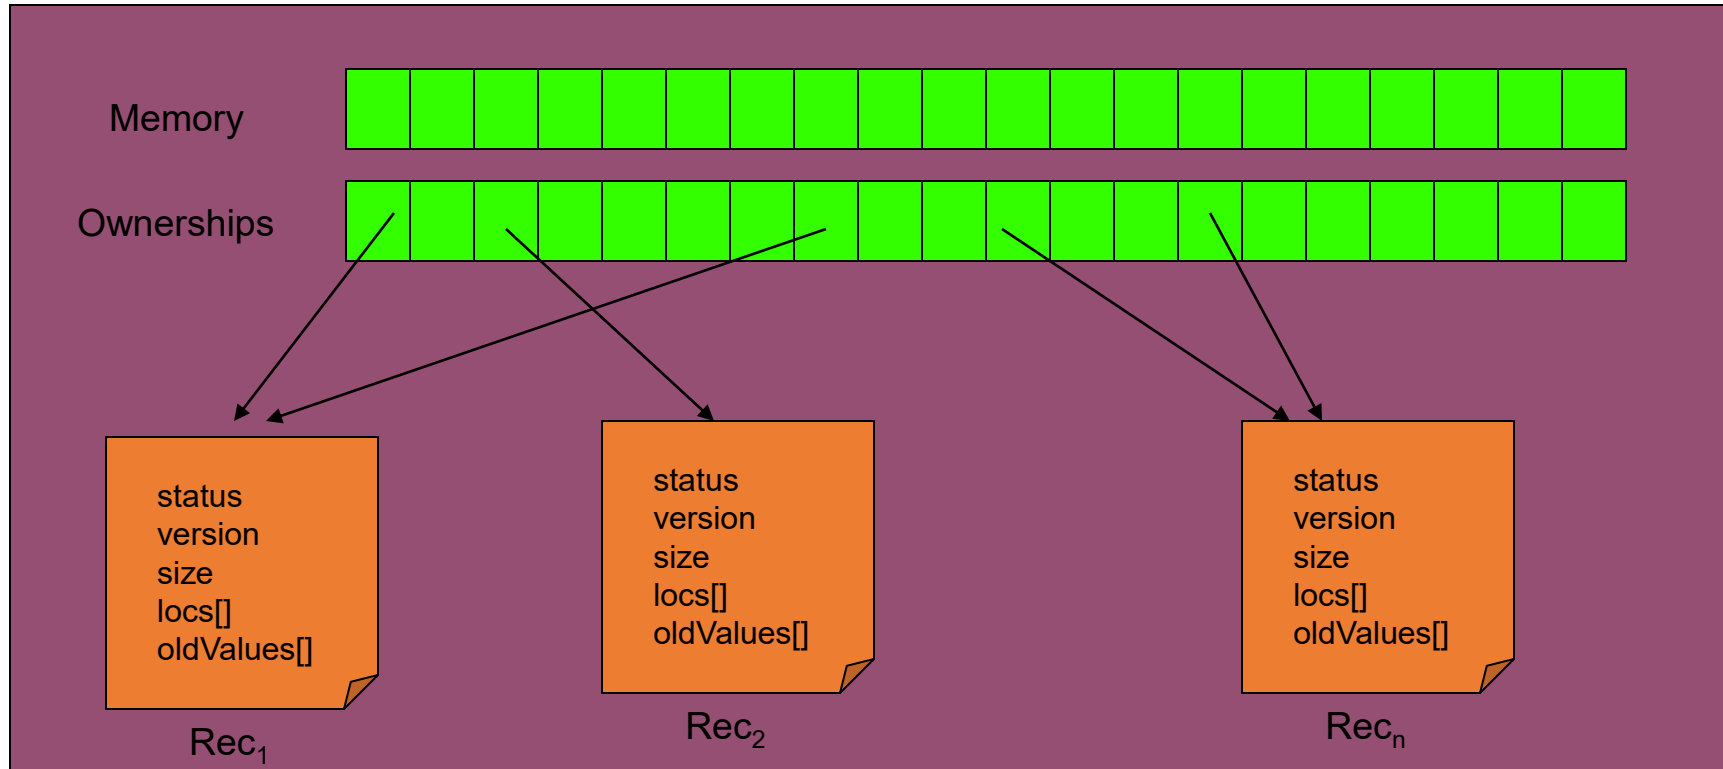 Memory
Ownerships
status
version
size
locs[]
oldValues[]
Rec1
status
version
size
locs[]
oldValues[]
Rec2
status
version
size
locs[]
oldValues[]
Recn